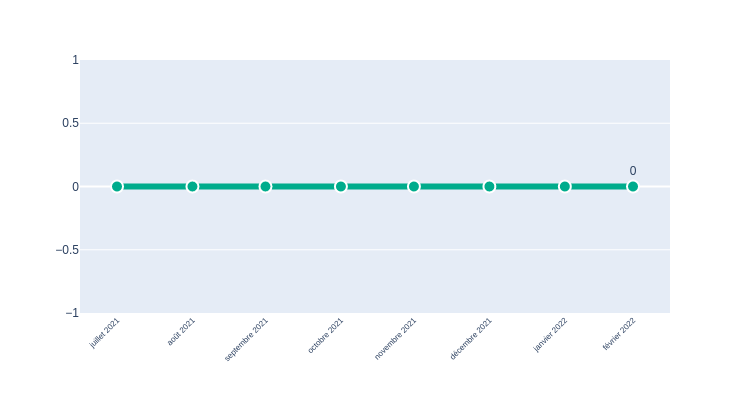 1
0.5
0
−0.5
−1
0
juillet 2021
août 2021
septembre 2021
octobre 2021
novembre 2021
décembre 2021
janvier 2022
février 2022